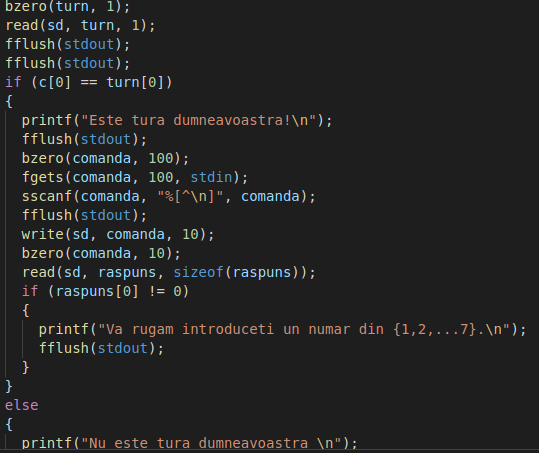 bzero(turn, 1);
read(sd, turn, 1);
fflush(stdout);
fflush(stdout);
if (c[0] == turn[0])
{
printf("Este tura dumneavoastra!\n");
fflush(stdout);
bzero(comanda, 100);
fgets(comanda, 100, stdin);
sscanf(comanda, "%[^\n]", comanda);
fflush(stdout);
write(sd, comanda, 10);
bzero(comanda, 10);
read(sd, raspuns, sizeof(raspuns));
if (raspuns[0] != 0)
{
printf("Va rugam introduceti un numar din {1,2,...7}.\n");
fflush(stdout);
}
}
else
{
printf("Nu este tura dumneavoastra \n");